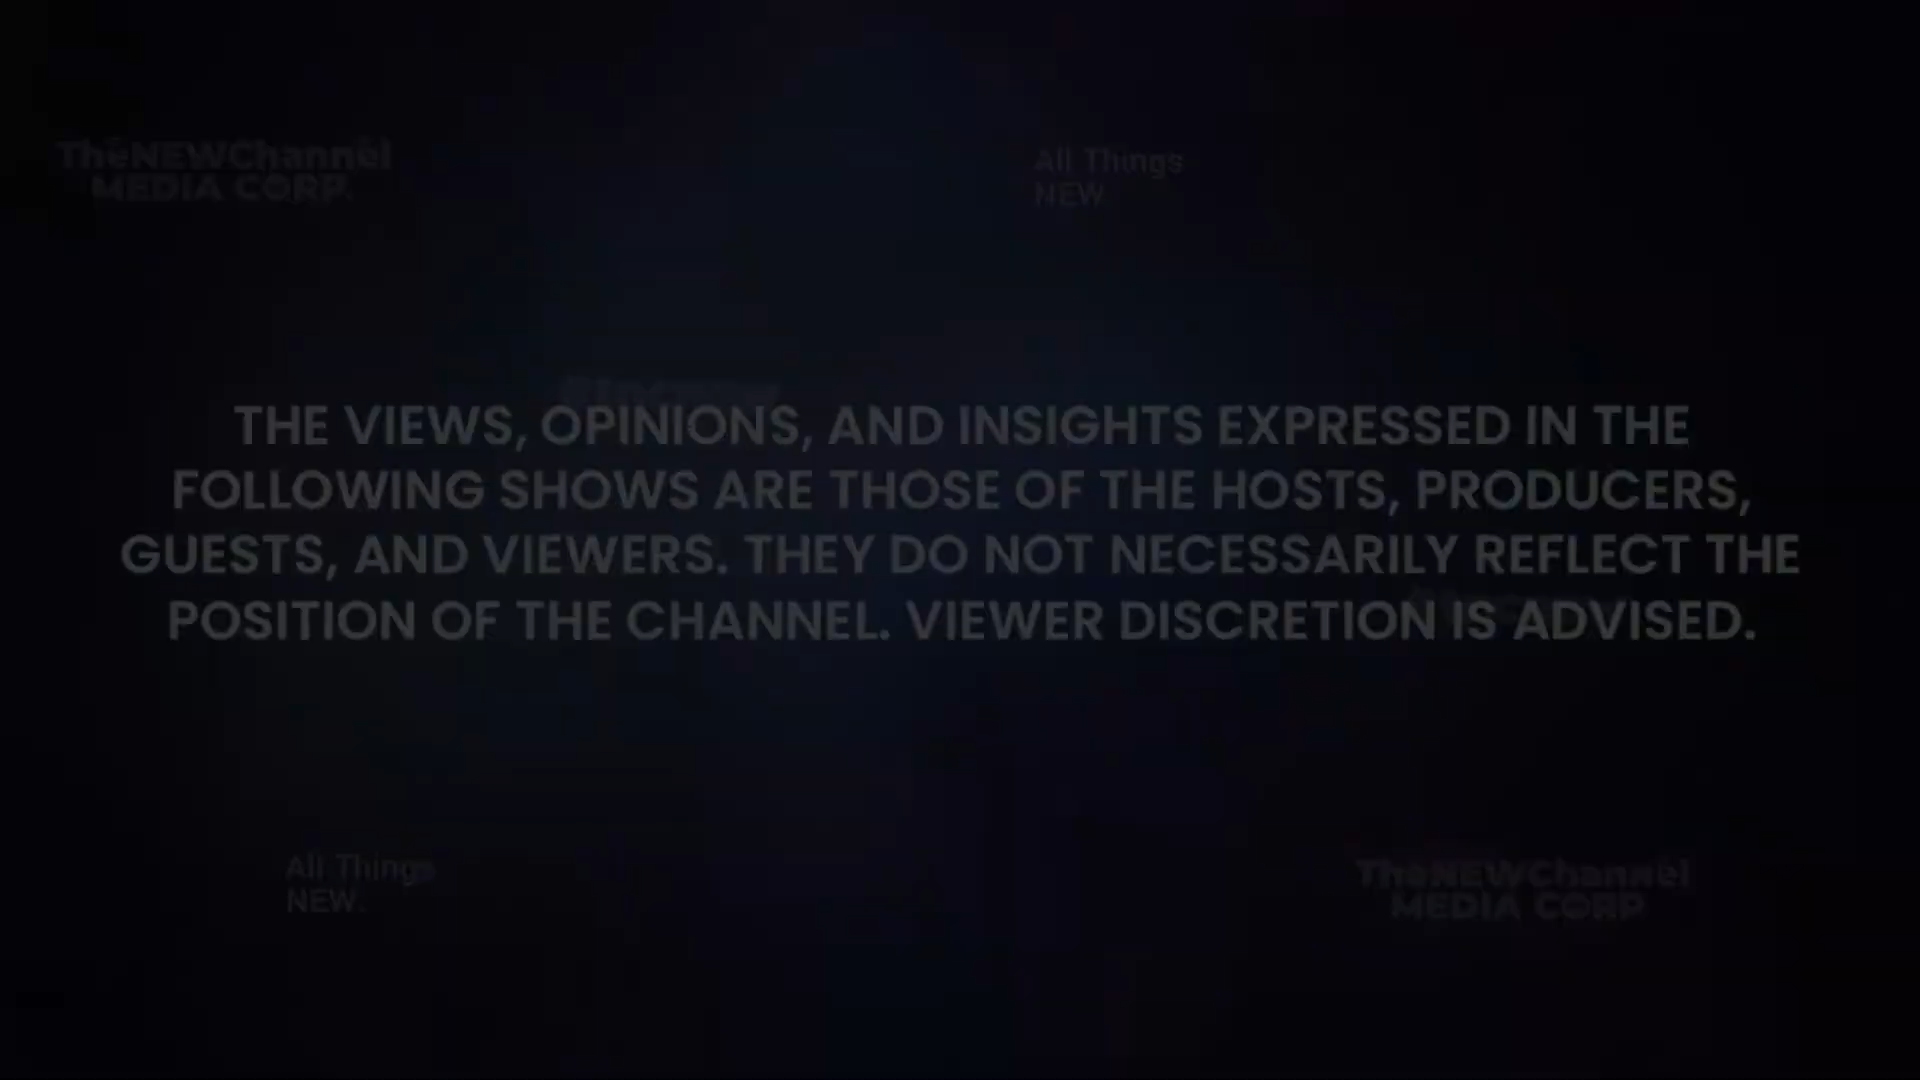 TheNEWChannel
MEDIA CORP.
All Things
NEW
THE VIEWS, OPINIONS, AND INSIGHTS EXPRESSED IN THE
FOLLOWING SHOWS ARE THOSE OF THE HOSTS, PRODUCERS,
GUESTS, AND VIEWERS. THEY DO NOT NECESSARILY REFLECT THE
POSITION OF THE CHANNEL. VIEWER DISCRETION IS ADVISED.
All Things
NEW.
TheNEWChannel
MEDIA CORP